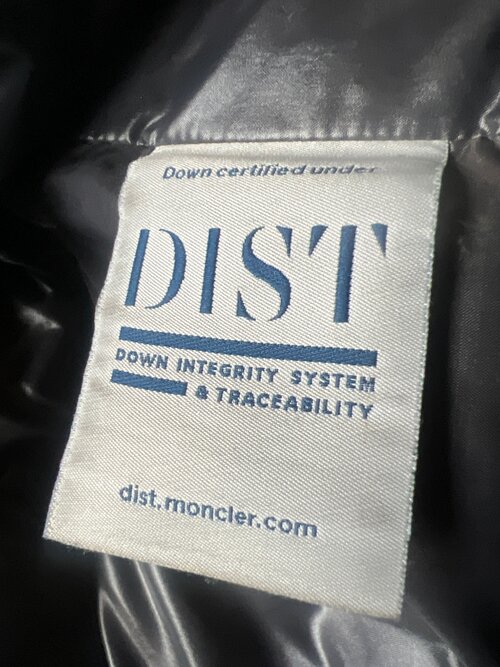 Down certified under
DIST
DOWN INTEGRITY SYSTEM
& TRACEABILITY
dist.moncler.com